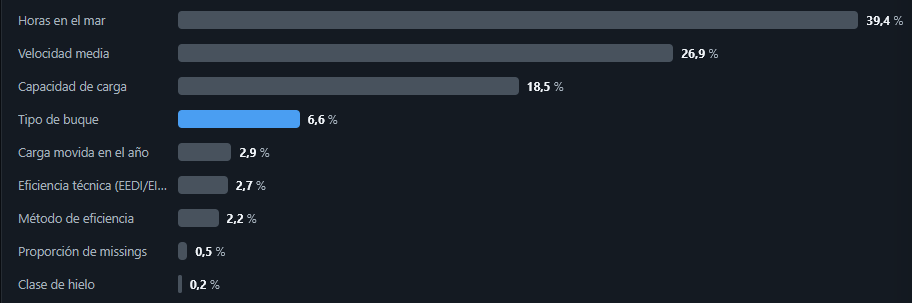 Horas en el mar 39,4 %
Velocidad media 26,9 %
Capacidad de carga 18,5 %
Tipo de buque 6,6 %
Carga movida en el año 2,9 %
Eficiencia técnica (EEDI/EI... 2,7 %
Método de eficiencia 2,2 %
Proporción de missings 0,5 %
Clase de hielo 0,2 %